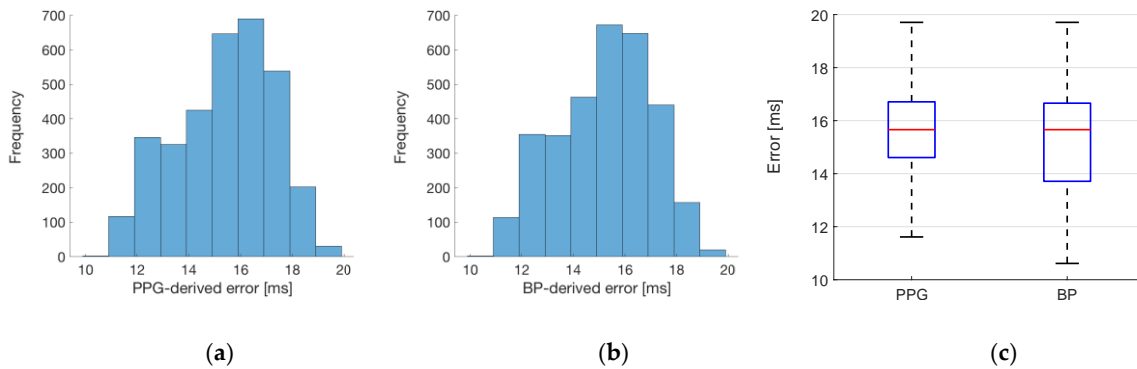 700
600
500
400
300
200
100
0
Frequency
10 12 14 16 18 20
PPG-derived error [ms]
(a)
700
600
500
400
300
200
100
0
Frequency
10 12 14 16 18 20
BP-derived error [ms]
(b)
20
18
16
14
12
10
Error [ms]
PPG BP
(c)